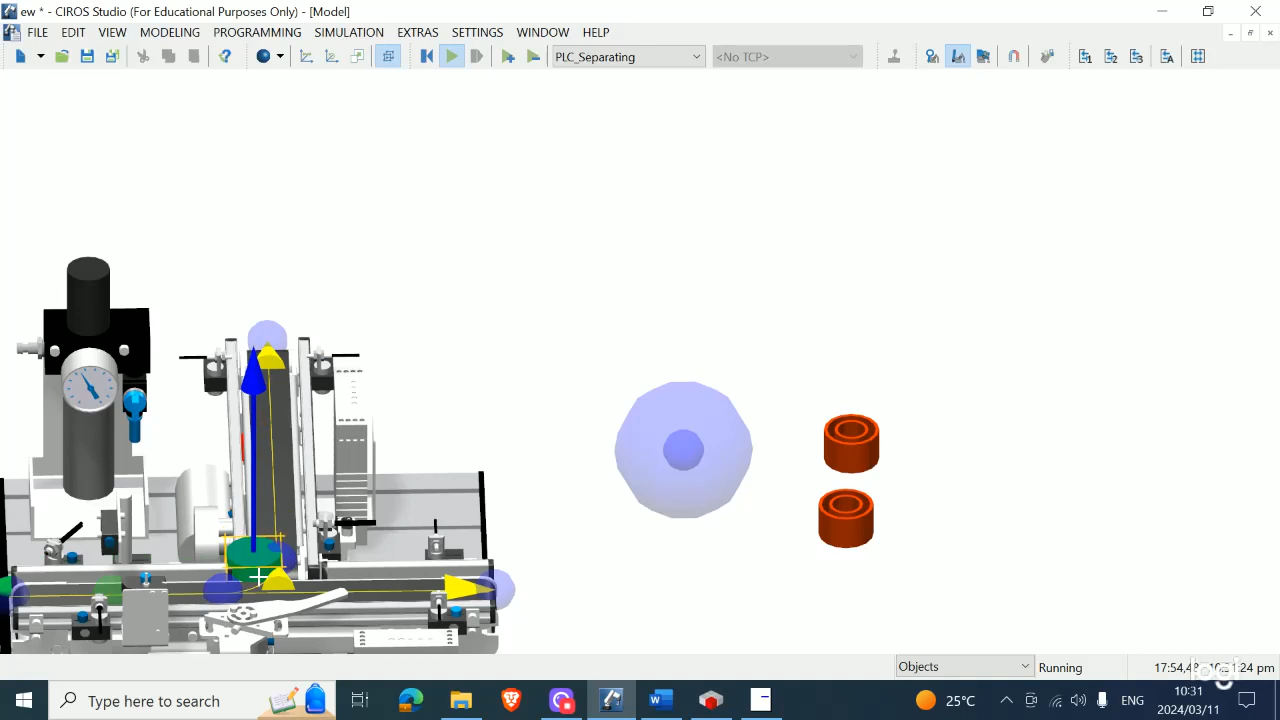 ew * - CIROS Studio (For Educational Purposes Only) - [Model]
FILE EDIT VIEW MODELING PROGRAMMING SIMULATION EXTRAS SETTINGS WINDOW HELP
PLC_Separating <No TCP>
Objects Running
Type here to search 25°C ENG 10:31
2024/03/11